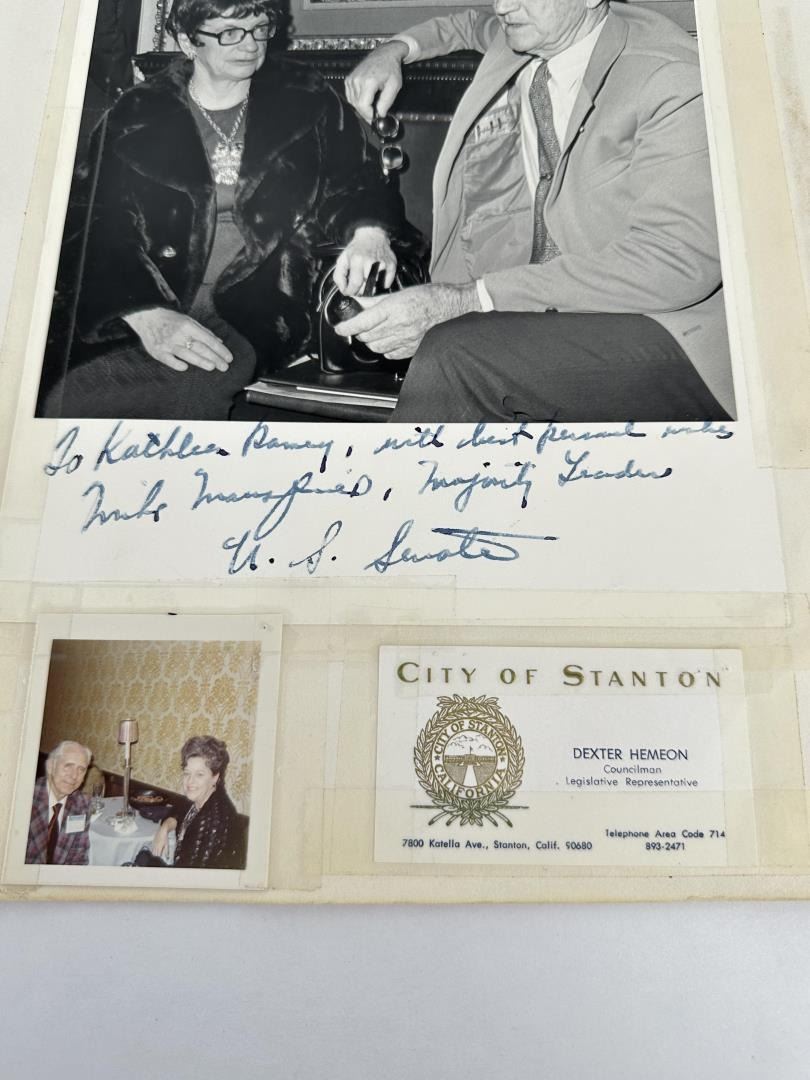 To Kathleen Ramey, with best personal wishes
Mike Mansfield, Majority Leader
U. S. Senate
CITY OF STANTON
CITY OF STANTON
CALIFORNIA
DEXTER HEMEON
Councilman
Legislative Representative
7800 Katella Ave., Stanton, Calif. 90680
Telephone Area Code 714
893-2471